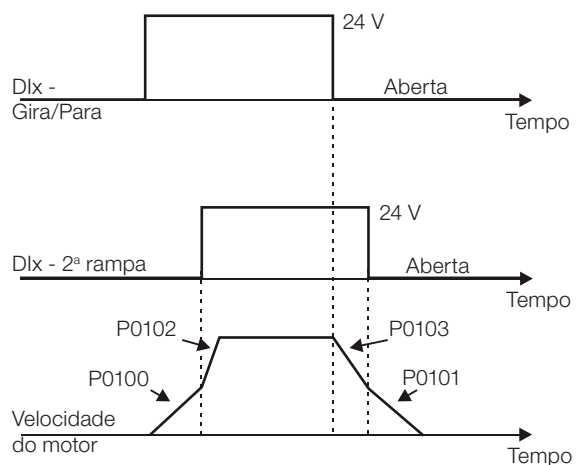 24 V
DIx -
Gira/Para
Aberta
Tempo
24 V
DIx - 2ª rampa
Aberta
Tempo
P0102
P0103
P0100
P0101
Velocidade
do motor
Tempo